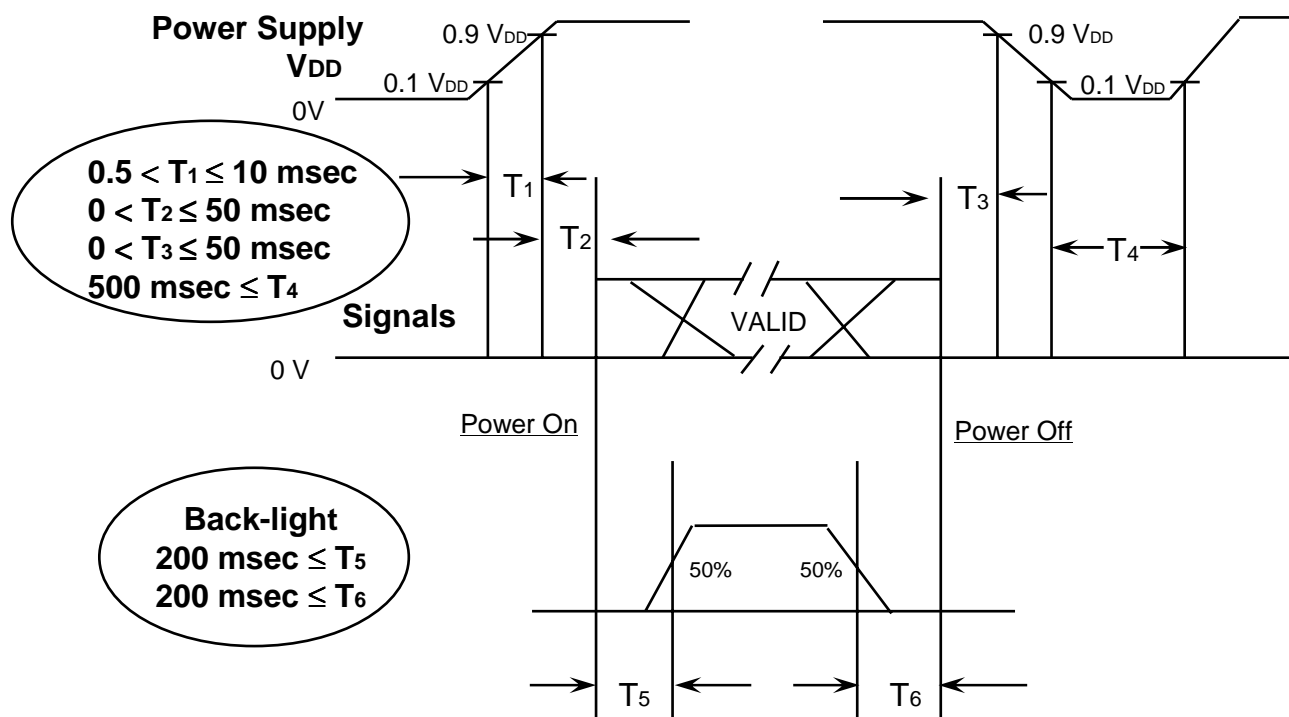 Power Supply
VDD
0.9 VDD
0.1 VDD
0V
0.9 VDD
0.1 VDD
0.5 < T1 ≤ 10 msec
0 < T2 ≤ 50 msec
0 < T3 ≤ 50 msec
500 msec ≤ T4
T1
T2
T3
T4
Signals
VALID
0 V
Power On
Power Off
Back-light
200 msec ≤ T5
200 msec ≤ T6
50%
50%
T5
T6